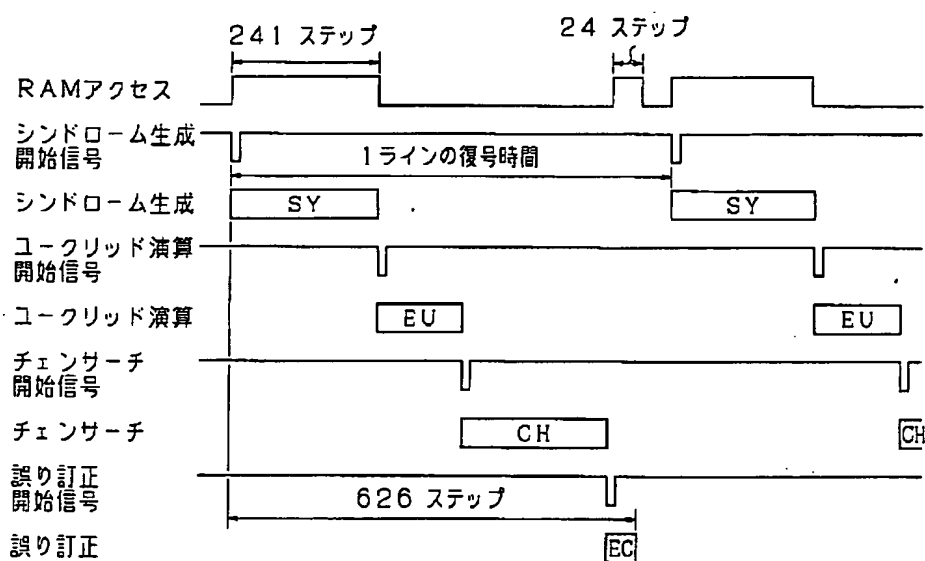 241 ステップ
24 ステップ
RAMアクセス
シンドローム生成
開始信号
1ラインの復号時間
シンドローム生成
SY
SY
ユークリッド演算
開始信号
ユークリッド演算
EU
EU
チェンサーチ
開始信号
チェンサーチ
CH
CH
誤り訂正
開始信号
626 ステップ
誤り訂正
EC